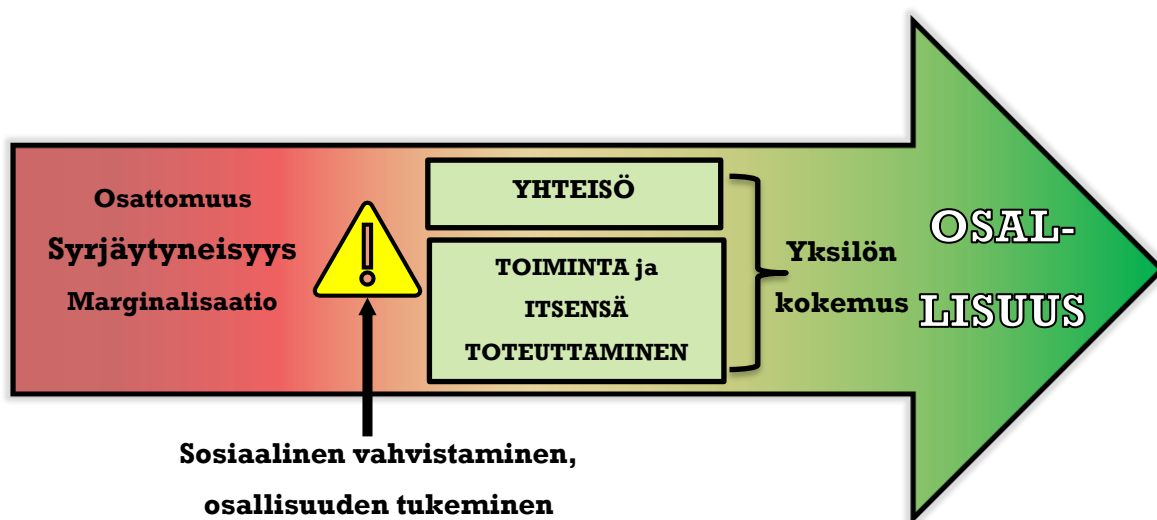 Osattomuus
Syrjäytyneisyys
Marginalisaatio
YHTEISÖ
TOIMINTA ja
ITSENSÄ
TOTEUTTAMINEN
Yksilön
kokemus
OSAL-
LISUUS
Sosiaalinen vahvistaminen,
osallisuuden tukeminen